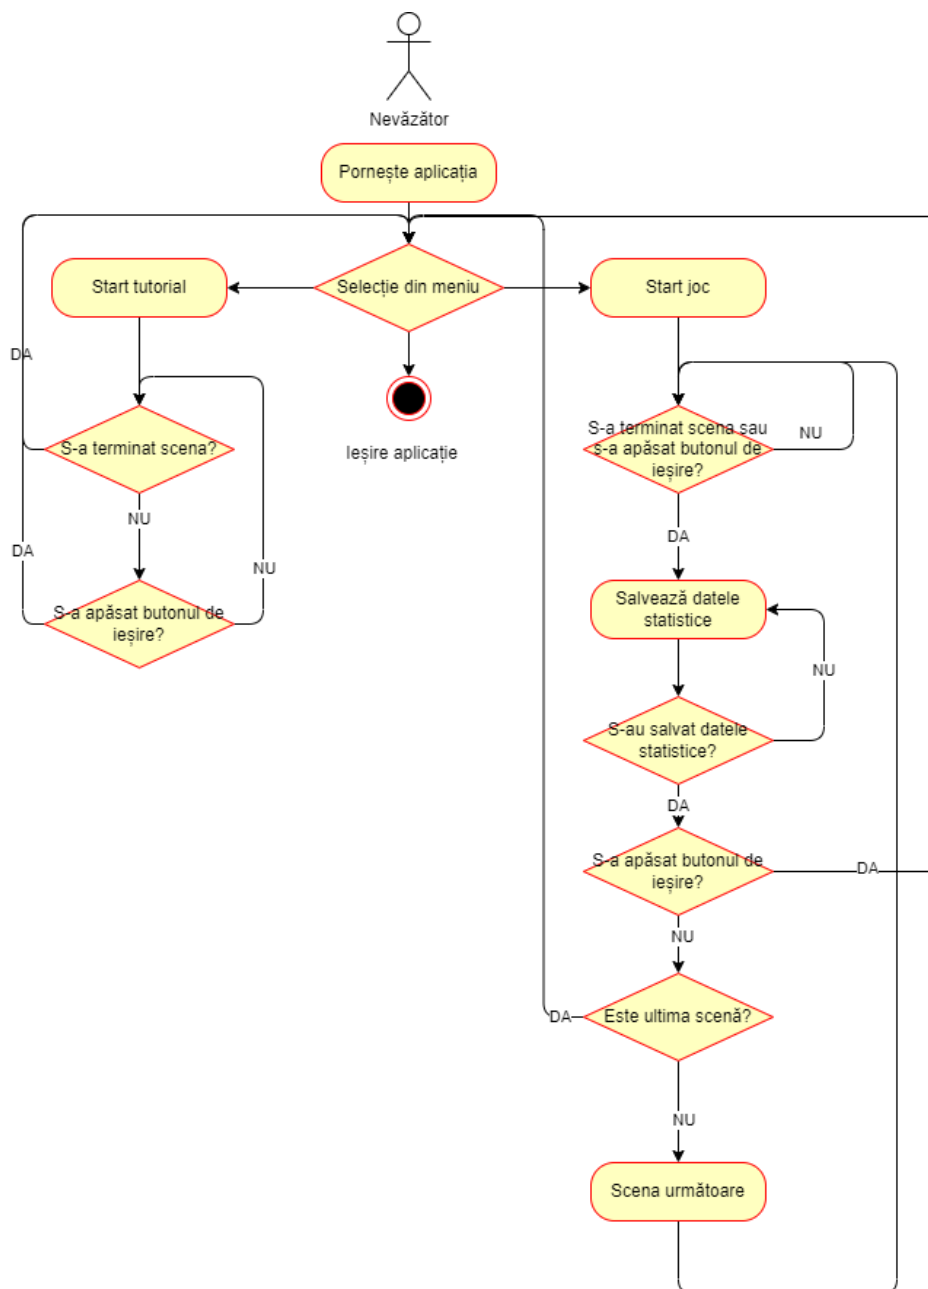 Nevăzător
Pornește aplicația
Start tutorial
Selecție din meniu
Start joc
DA
S-a terminat scena?
Ieșire aplicație
S-a terminat scena sau
s-a apăsat butonul de
ieșire?
NU
NU
DA
DA
NU
S-a apăsat butonul de
ieșire?
Salvează datele
statistice
NU
S-au salvat datele
statistice?
DA
S-a apăsat butonul de
ieșire?
DA
NU
Este ultima scenă?
DA
NU
Scena următoare